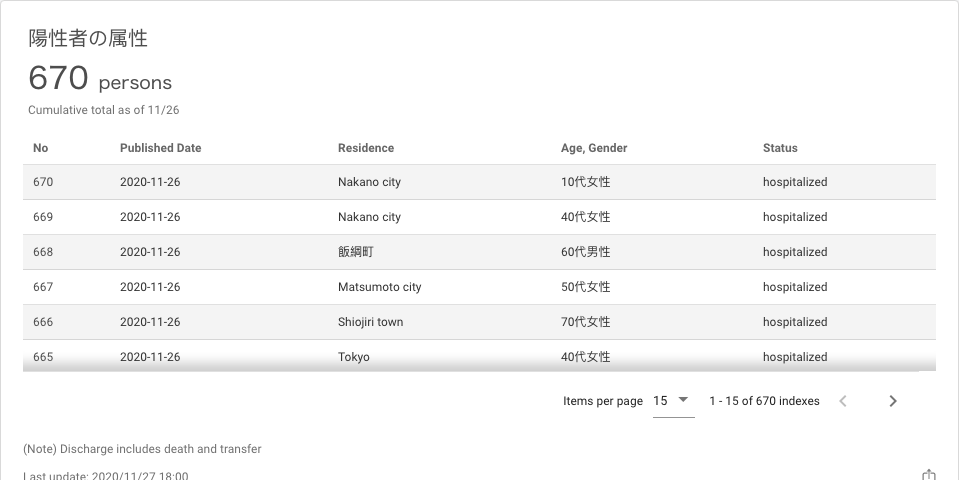 陽性者の属性
670 persons
Cumulative total as of 11/26
No Published Date Residence Age, Gender Status
670 2020-11-26 Nakano city 10代女性 hospitalized
669 2020-11-26 Nakano city 40代女性 hospitalized
668 2020-11-26 飯綱町 60代男性 hospitalized
667 2020-11-26 Matsumoto city 50代女性 hospitalized
666 2020-11-26 Shiojiri town 70代女性 hospitalized
665 2020-11-26 Tokyo 40代女性 hospitalized
Items per page 15 1 - 15 of 670 indexes
(Note) Discharge includes death and transfer
Last update: 2020/11/27 18:00